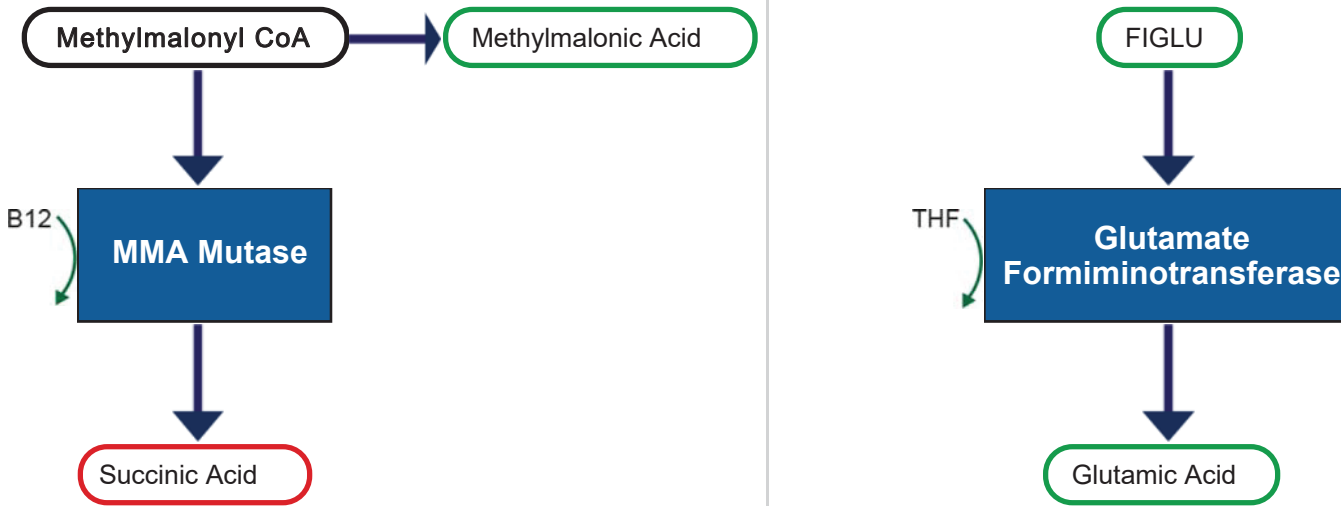 Methylmalonyl CoA
Methylmalonic Acid
B12
MMA Mutase
Succinic Acid
FIGLU
THF
Glutamate
Formiminotransferase
Glutamic Acid